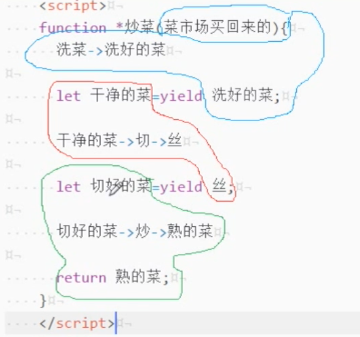 <script>
function *炒菜(菜市场买回来的){
洗菜->洗好的菜
let 干净的菜=yield 洗好的菜;
干净的菜->切->丝
let 切好的菜=yield 丝;
切好的菜->炒->熟的菜
return 熟的菜;
}
</script>